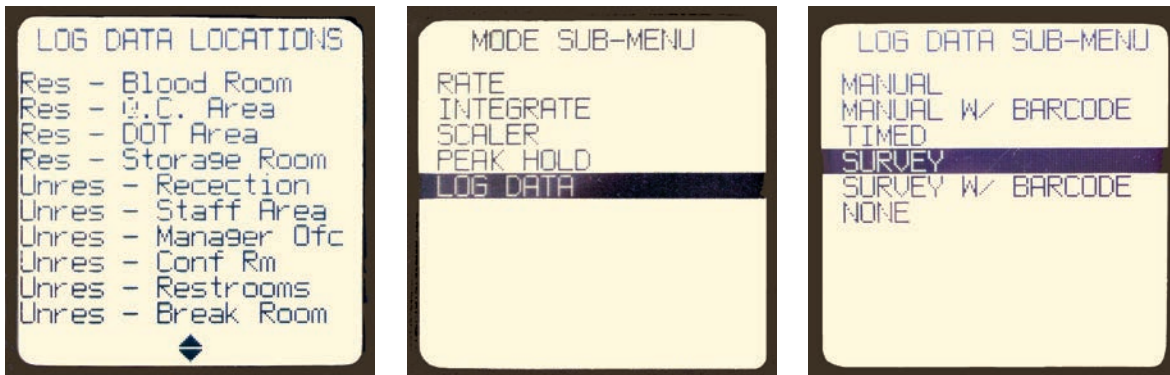 LOG DATA LOCATIONS
Res - Blood Room
Res - Q.C. Area
Res - DOT Area
Res - Storage Room
Unres - Recection
Unres - Staff Area
Unres - Manager Ofc
Unres - Conf Rm
Unres - Restrooms
Unres - Break Room
MODE SUB-MENU
RATE
INTEGRATE
SCALER
PEAK HOLD
LOG DATA
LOG DATA SUB-MENU
MANUAL
MANUAL W/ BARCODE
TIMED
SURVEY
SURVEY W/ BARCODE
NONE